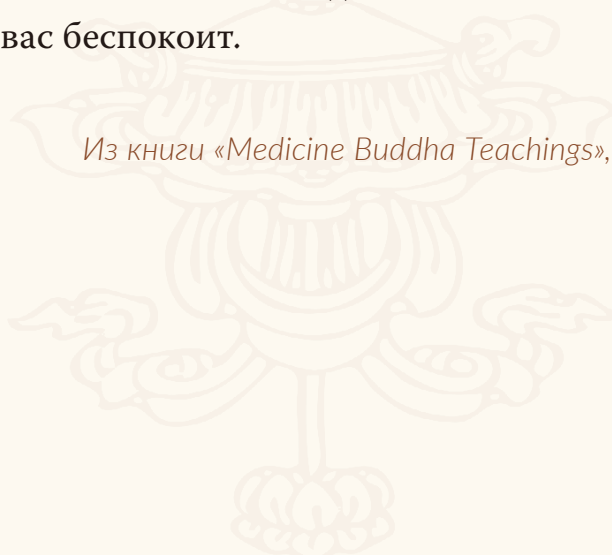 вас беспокоит.
Из книги «Medicine Buddha Teachings»,